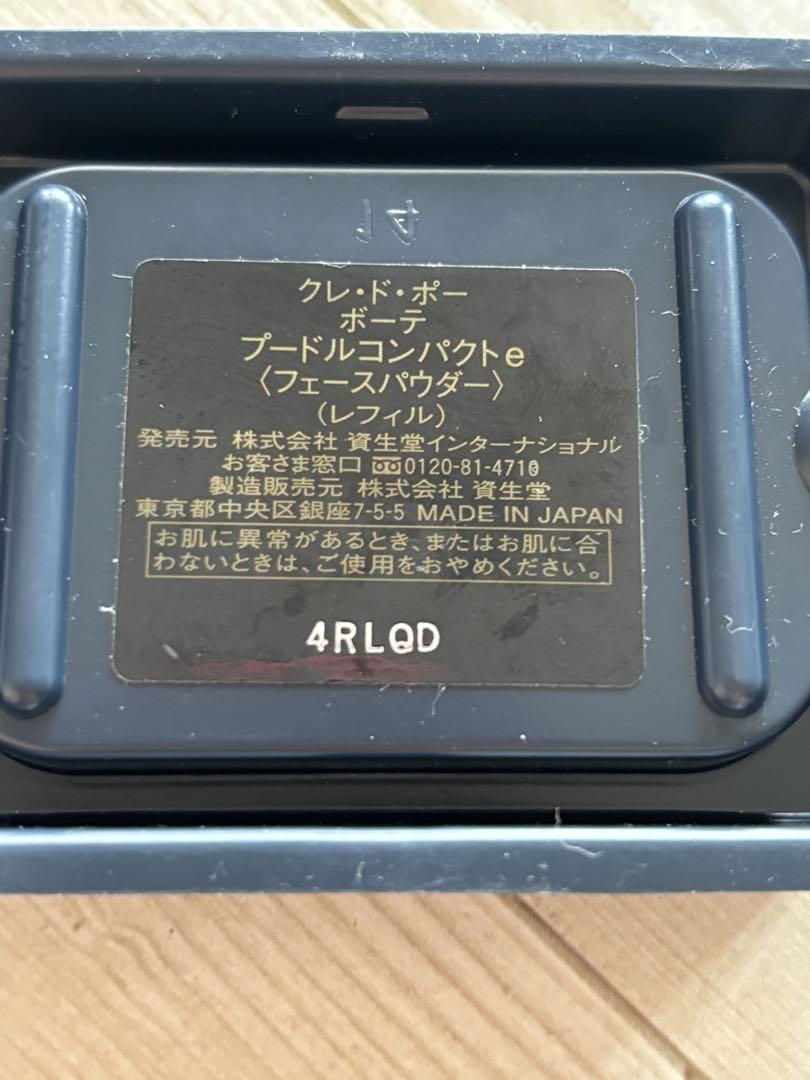 14
クレ・ド・ポー
ボーテ
プードルコンパクトe
〈フェースパウダー〉
(レフィル)
発売元 株式会社 資生堂インターナショナル
お客さま窓口 0120-81-4710
製造販売元 株式会社 資生堂
東京都中央区銀座7-5-5 MADE IN JAPAN
お肌に異常があるとき、またはお肌に合
わないときは、ご使用をおやめください。
4RLQD